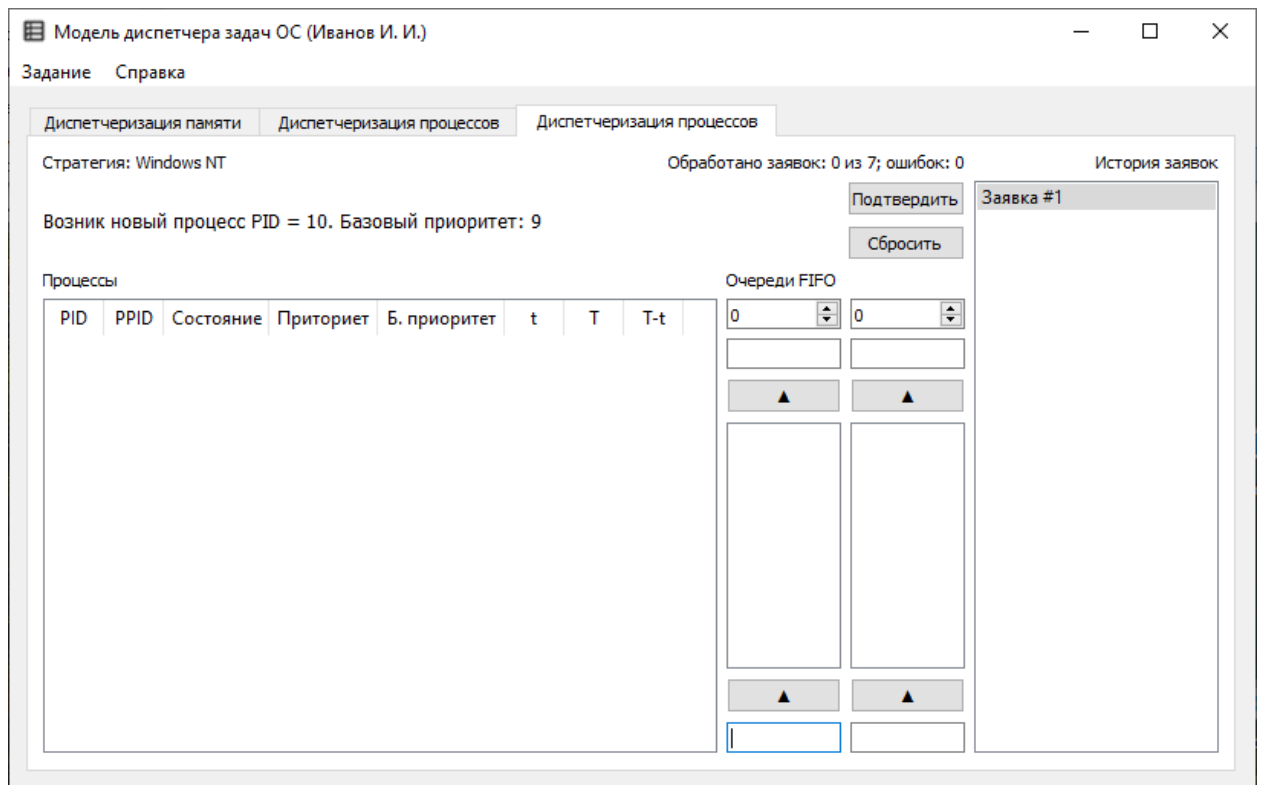 Модель диспетчера задач ОС (Иванов И. И.)
Задание Справка
Диспетчеризация памяти Диспетчеризация процессов Диспетчеризация процессов
Стратегия: Windows NT Обработано заявок: 0 из 7; ошибок: 0 История заявок
Подтвердить Заявка #1
Возник новый процесс PID = 10. Базовый приоритет: 9
Сбросить
Процессы Очереди FIFO
PID PPID Состояние Приториет Б. приоритет t T T-t 0 0
▲ ▲
▲ ▲